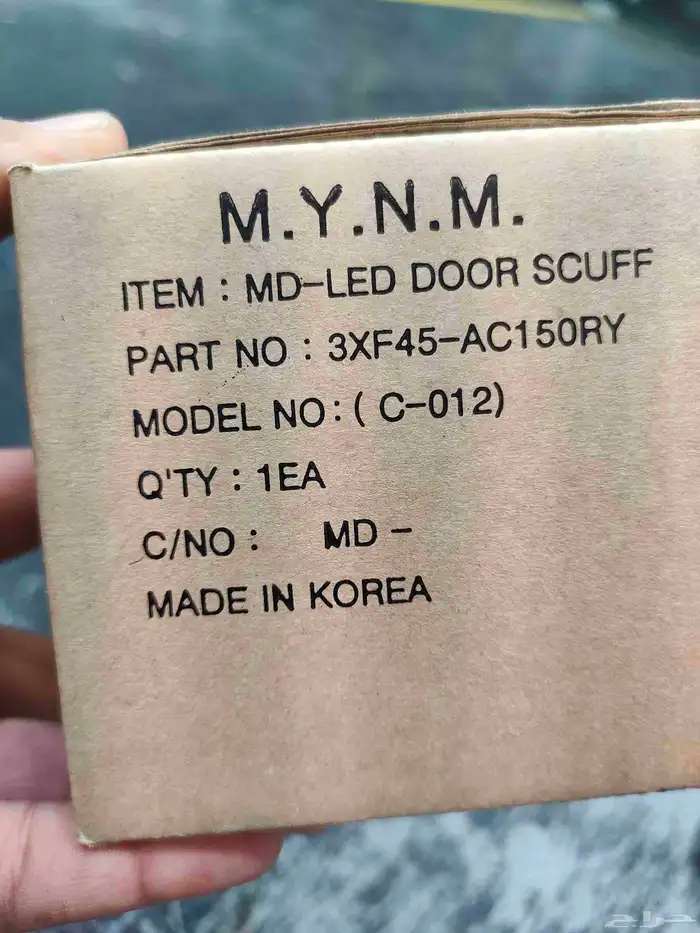 M.Y.N.M.
ITEM : MD-LED DOOR SCUFF
PART NO : 3XF45-AC150RY
MODEL NO:( C-012)
Q'TY : 1EA
C/NO : MD -
MADE IN KOREA
حراج